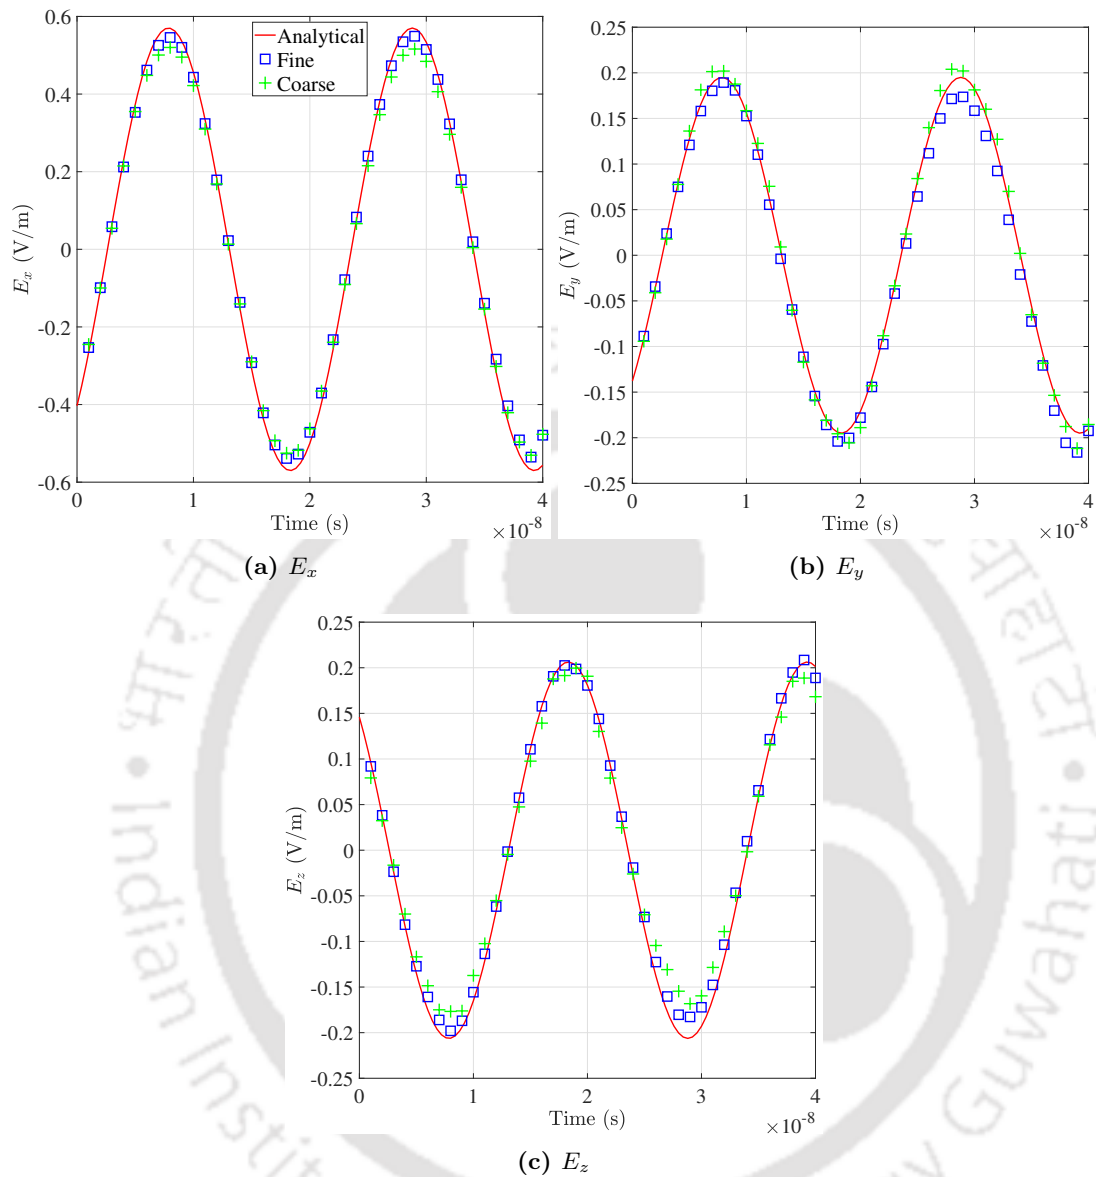 0.6
0.4
0.2
0
-0.2
-0.4
-0.6
E_x (V/m)
Analytical
Fine
Coarse
0 1 2 3 4
Time (s)
×10^-8
(a) E_x
0.25
0.2
0.15
0.1
0.05
0
-0.05
-0.1
-0.15
-0.2
-0.25
E_y (V/m)
0 1 2 3 4
Time (s)
×10^-8
(b) E_y
0.25
0.2
0.15
0.1
0.05
0
-0.05
-0.1
-0.15
-0.2
-0.25
E_z (V/m)
0 1 2 3 4
Time (s)
×10^-8
(c) E_z
Indian
Guwahati